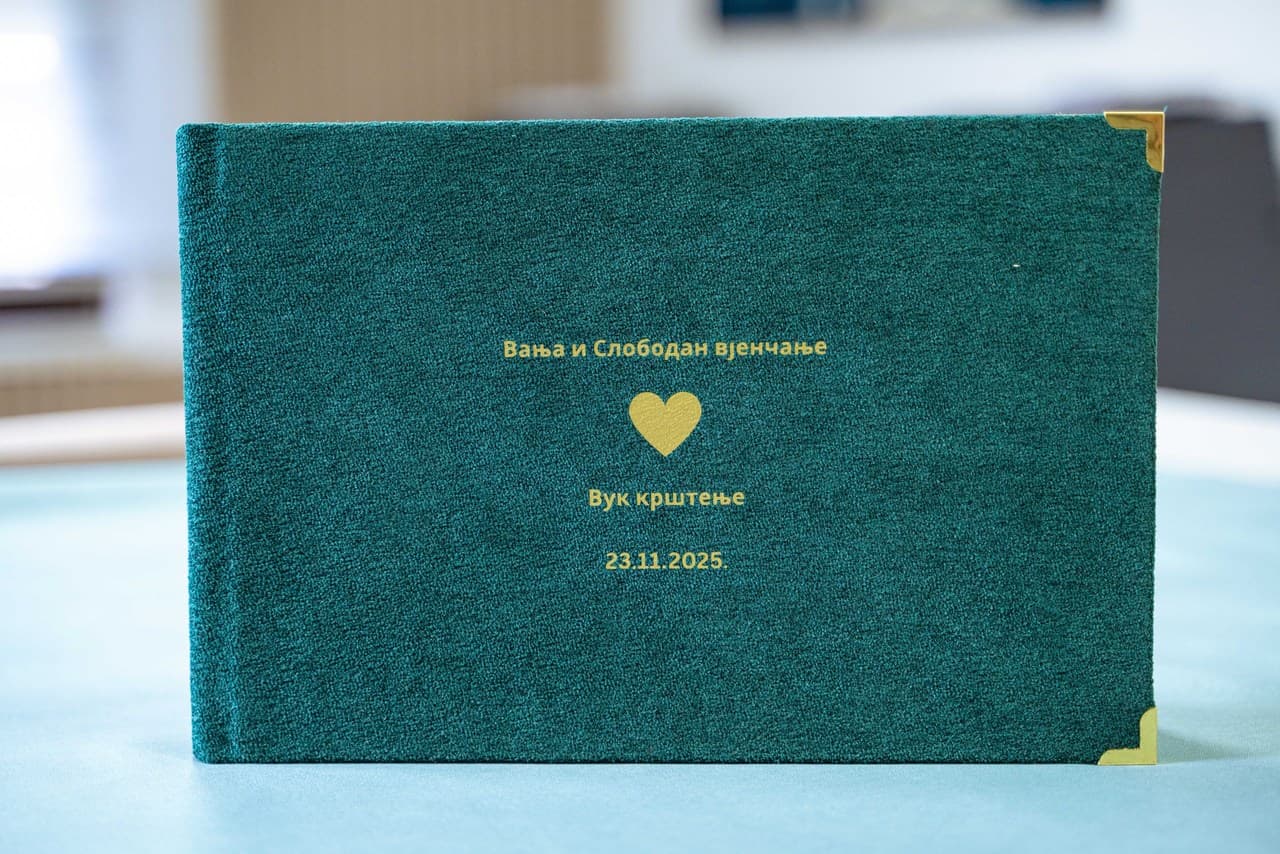 Вања и Слободан вјенчање
Вук крштење
23.11.2025.